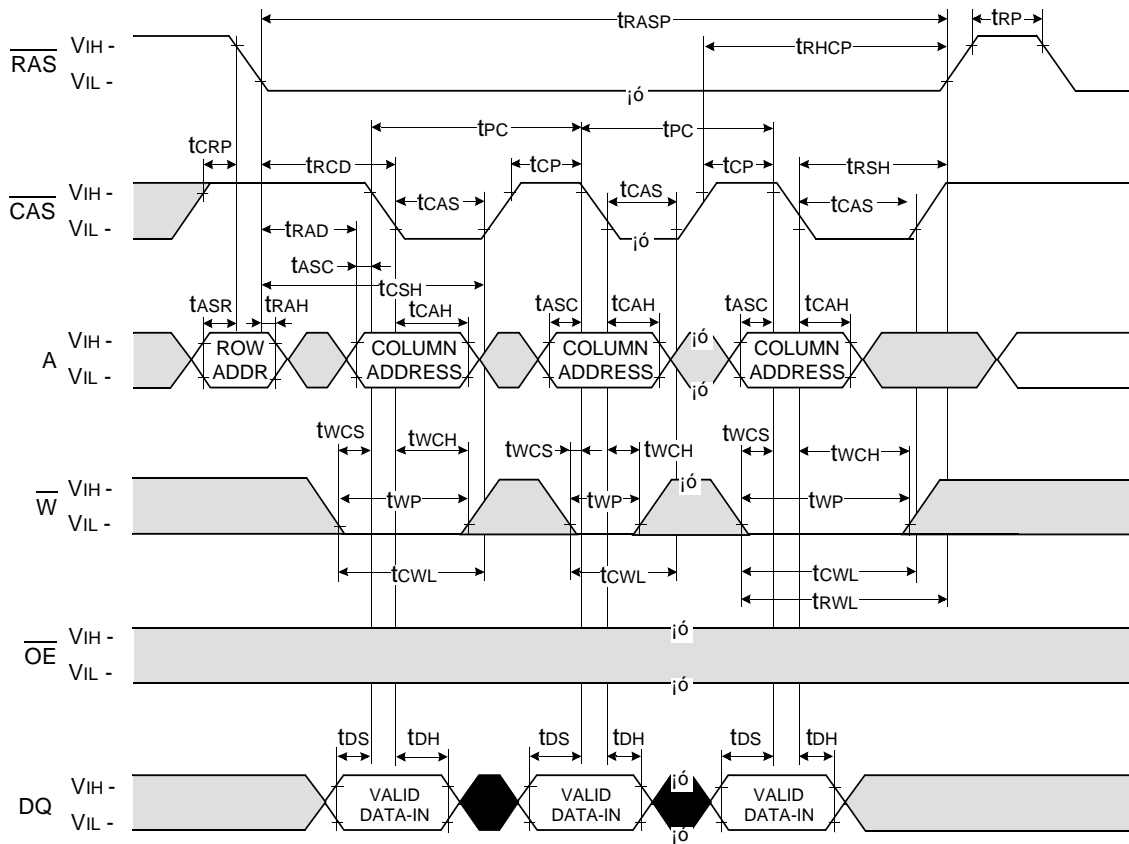 tRASP
tRP
tRHCP
RAS
VIH -
VIL -
¡ó
tPC
tPC
tCRP
tRCD
tCP
tCP
tRSH
CAS
VIH -
VIL -
tCAS
tCAS
tCAS
¡ó
tRAD
tASC
tCSH
tASR
tRAH
tCAH
tASC
tCAH
tASC
tCAH
A
VIH -
VIL -
ROW
ADDR
COLUMN
ADDRESS
COLUMN
ADDRESS
¡ó
¡ó
COLUMN
ADDRESS
tWCS
tWCH
tWCS
tWCH
tWCS
tWCH
W
VIH -
VIL -
tWP
tWP
¡ó
tWP
tCWL
tCWL
tCWL
tRWL
OE
VIH -
VIL -
¡ó
¡ó
tDS
tDH
tDS
tDH
tDS
tDH
DQ
VIH -
VIL -
VALID
DATA-IN
VALID
DATA-IN
¡ó
¡ó
VALID
DATA-IN